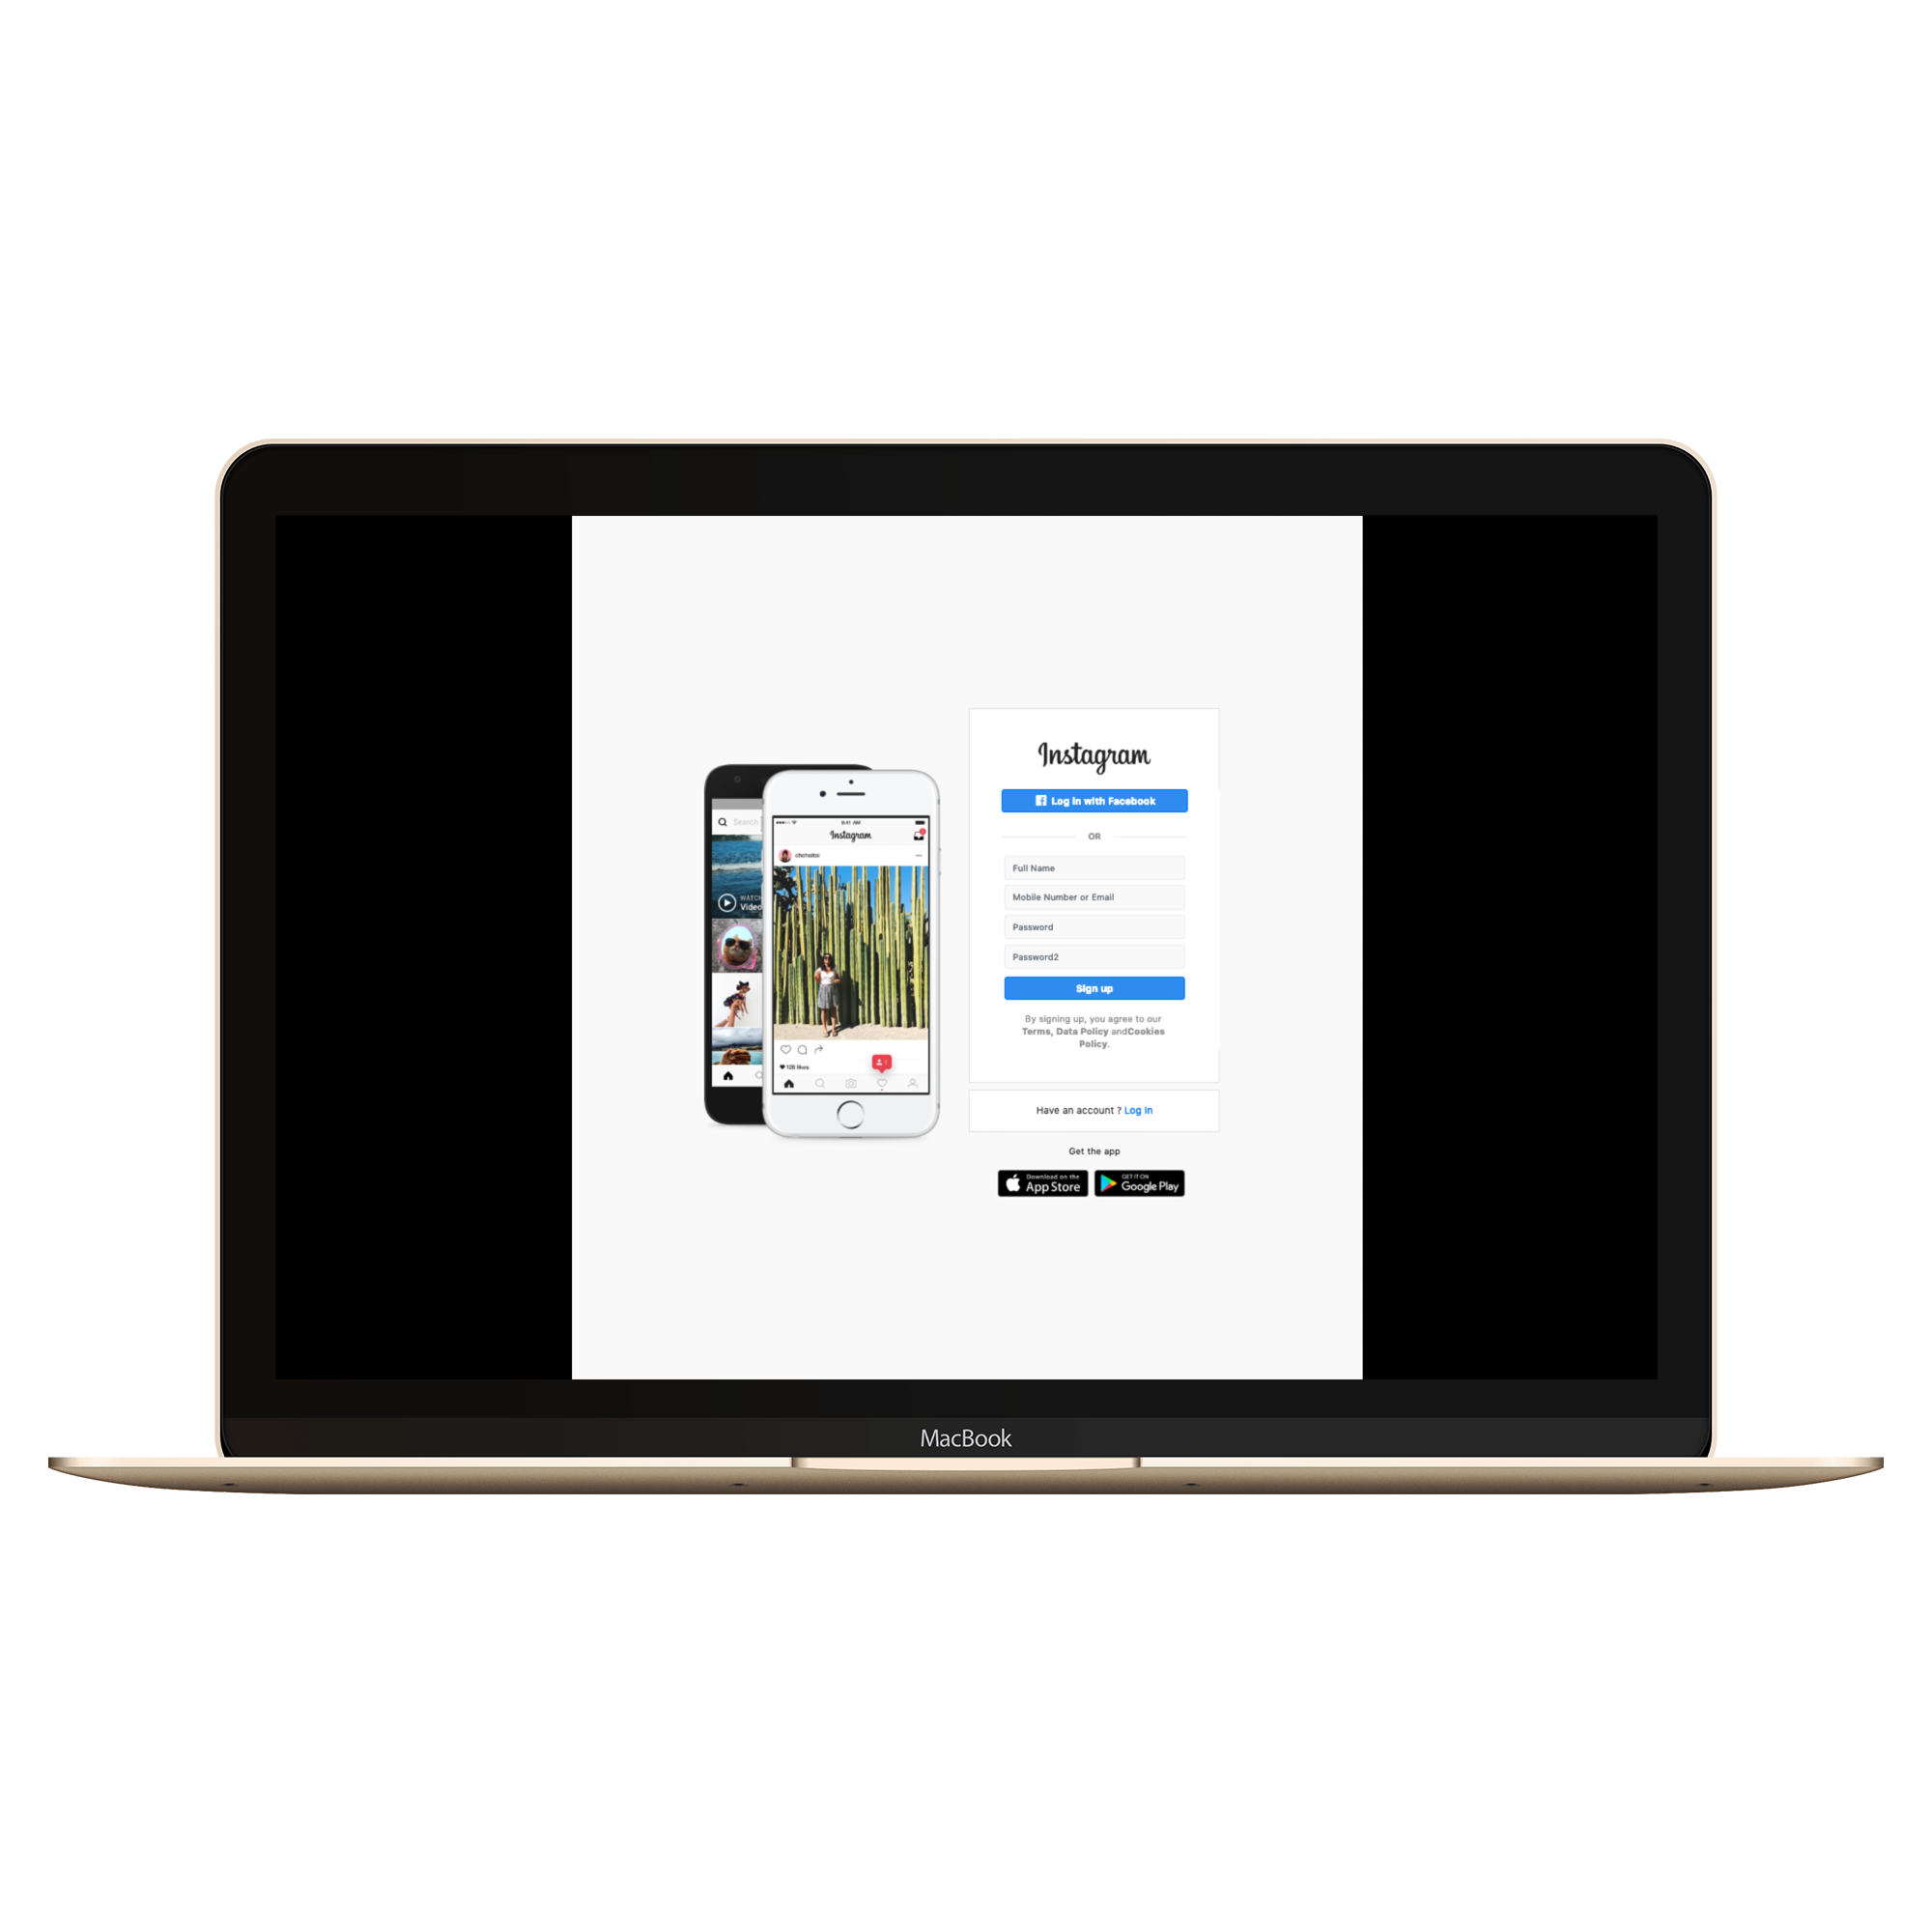 Instagram
Log in with Facebook
OR
Full Name
Mobile Number or Email
Password
Password2
Sign up
By signing up, you agree to our
Terms, Data Policy andCookies
Policy.
Have an account ? Log In
Get the app
Download on the
App Store
GET IT ON
Google Play
Search
WATCH
Video
9:41 AM
Instagram
128 likes
1
MacBook